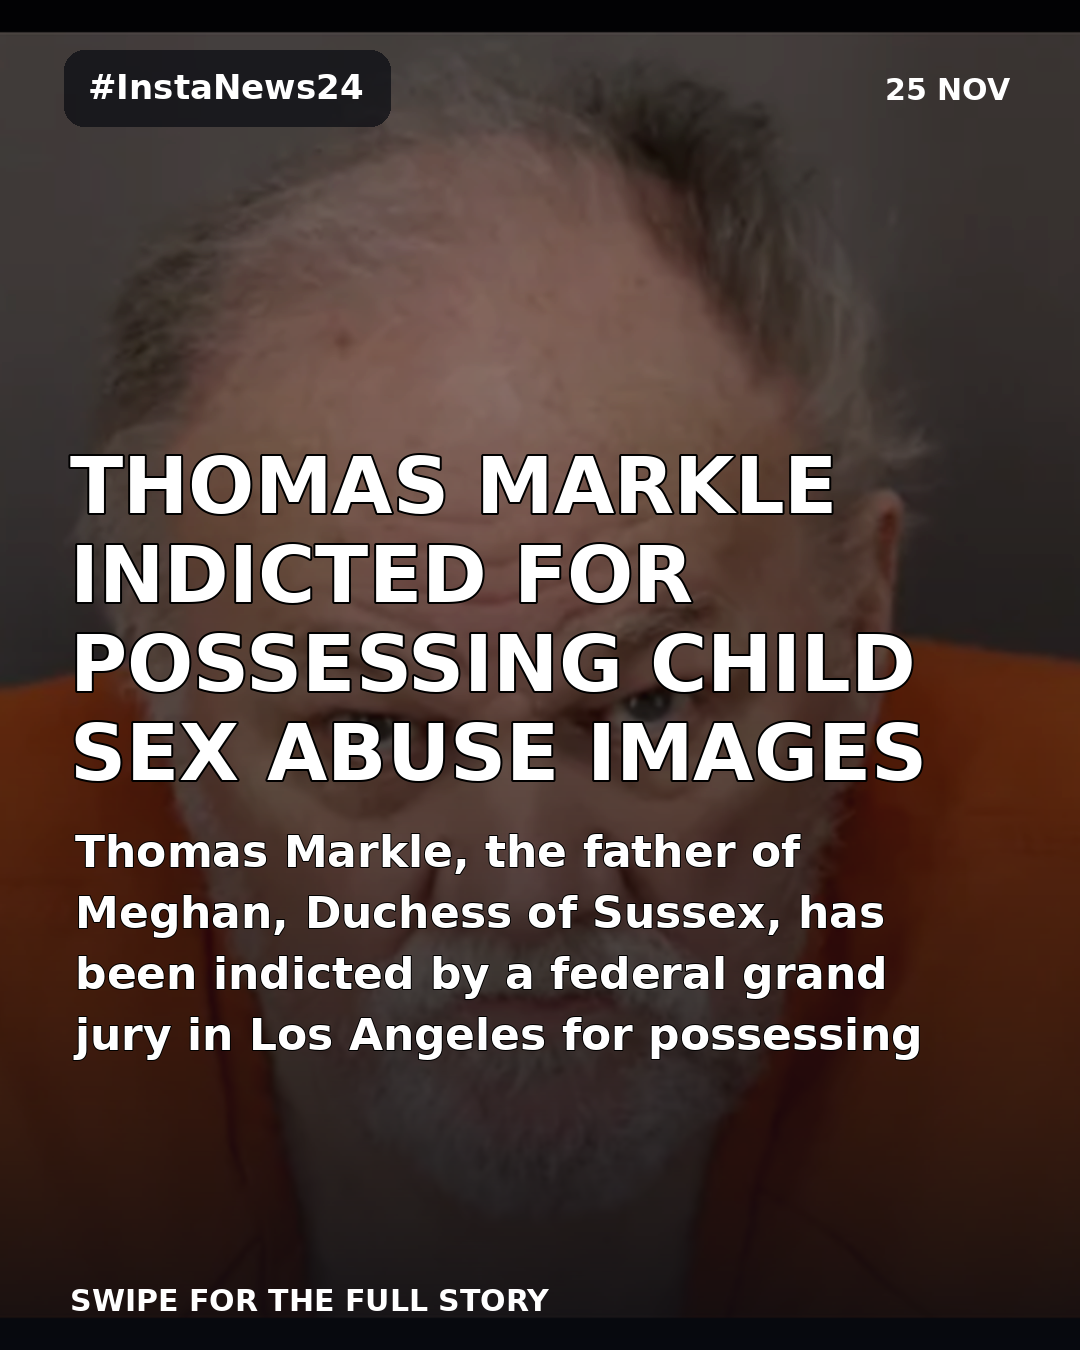 #InstaNews24
25 NOV
THOMAS MARKLE
INDICTED FOR
POSSESSING CHILD
SEX ABUSE IMAGES
Thomas Markle, the father of
Meghan, Duchess of Sussex, has
been indicted by a federal grand
jury in Los Angeles for possessing
SWIPE FOR THE FULL STORY